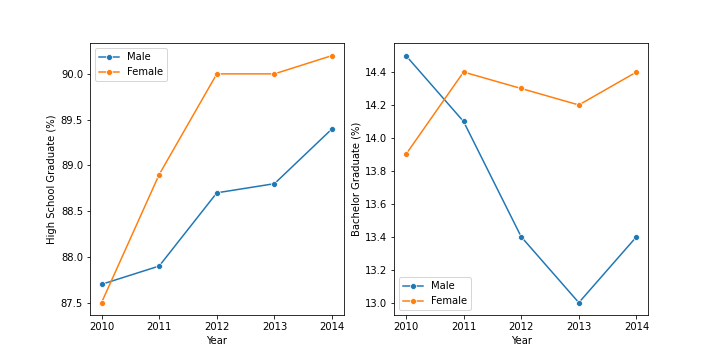 Male
Female
90.0
89.5
89.0
88.5
88.0
87.5
High School Graduate (%)
2010 2011 2012 2013 2014
Year
14.4
14.2
14.0
13.8
13.6
13.4
13.2
13.0
Bachelor Graduate (%)
Male
Female
2010 2011 2012 2013 2014
Year